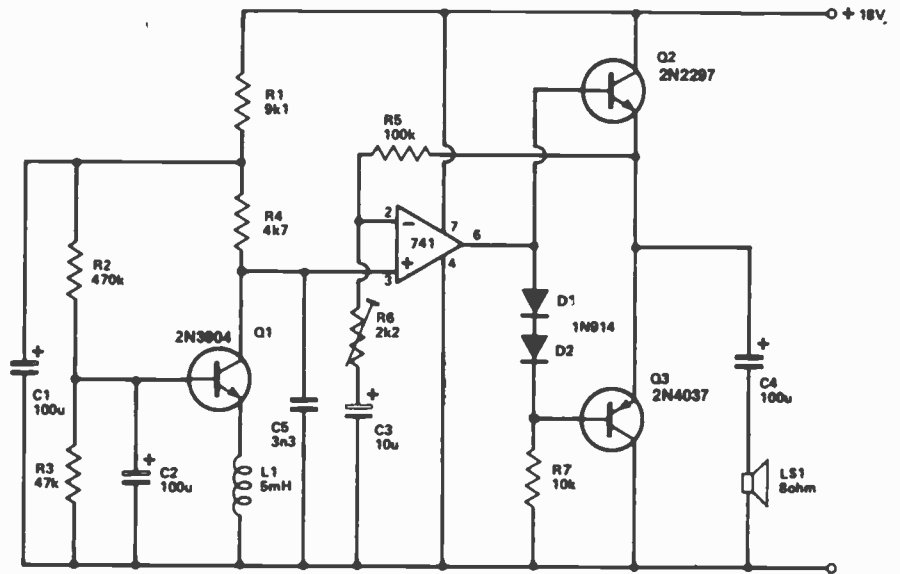 + 18V
Q2
2N2297
R1
9k1
R5
100k
R4
4k7
2
7
6
741
3
4
R2
470k
D1
1N914
D2
R6
2k2
2N3904
Q1
Q3
2N4037
C4
100u
C1
100u
C5
3n3
C3
10u
R3
47k
C2
100u
L1
5mH
R7
10k
LS1
8ohm